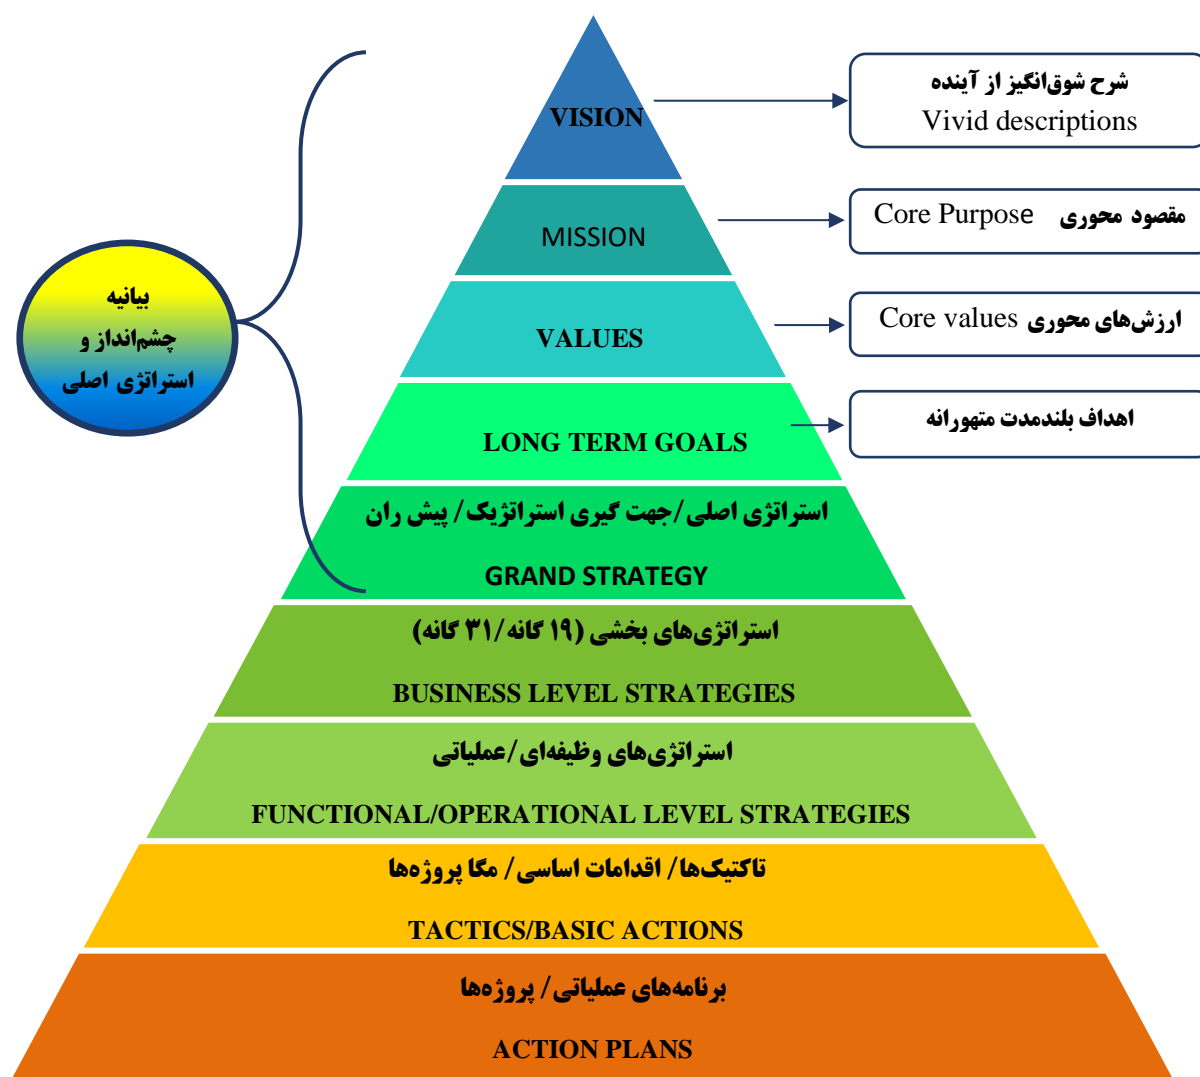 شرح شوق‌انگیز از آینده
Vivid descriptions
VISION
مقصود محوری Core Purpose
MISSION
ارزش‌های محوری Core values
VALUES
بیانیه
چشم‌انداز و
استراتژی اصلی
اهداف بلندمدت متهورانه
LONG TERM GOALS
استراتژی اصلی/جهت گیری استراتژیک/ پیش ران
GRAND STRATEGY
استراتژی‌های بخشی (۱۹ گانه/۳۱ گانه)
BUSINESS LEVEL STRATEGIES
استراتژی‌های وظیفه‌ای/عملیاتی
FUNCTIONAL/OPERATIONAL LEVEL STRATEGIES
تاکتیک‌ها/ اقدامات اساسی/ مگا پروژه‌ها
TACTICS/BASIC ACTIONS
برنامه‌های عملیاتی/ پروژه‌ها
ACTION PLANS